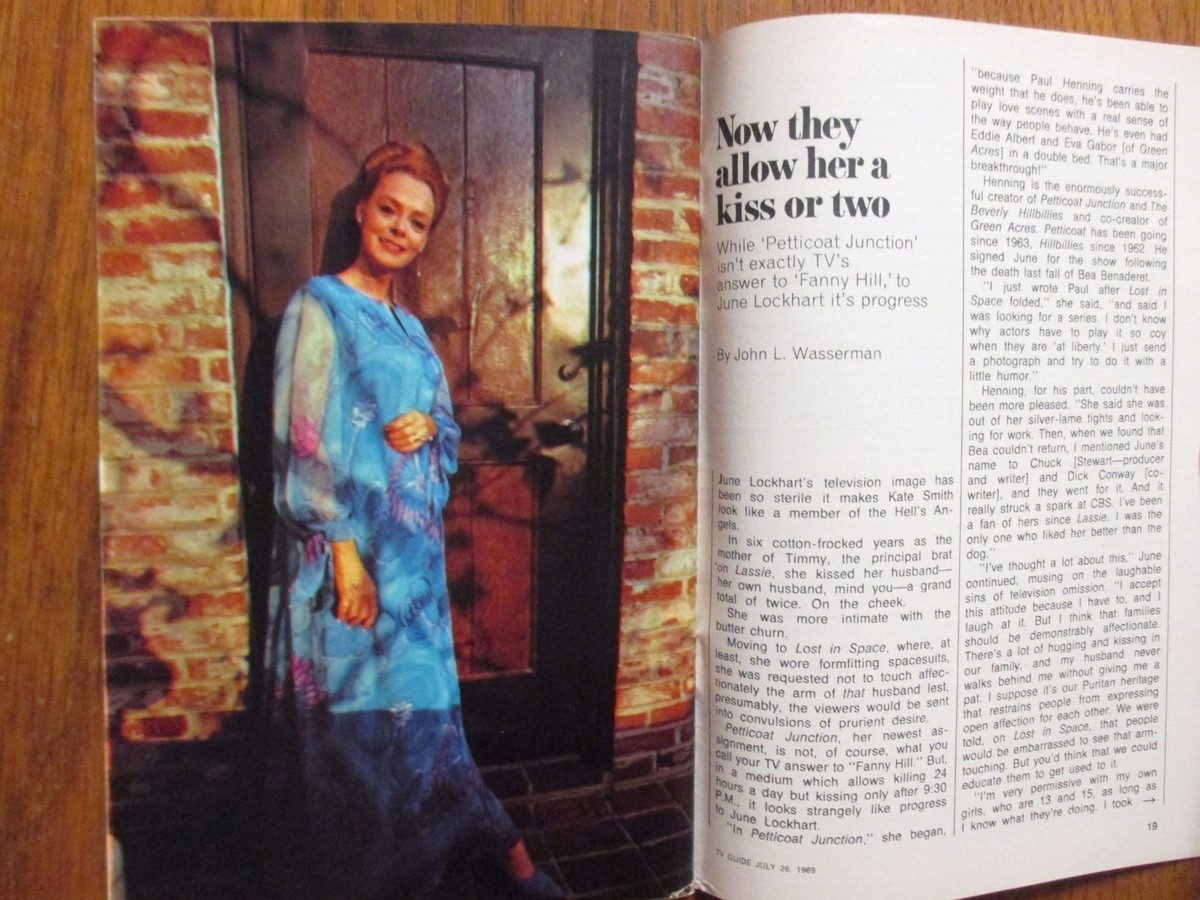 Now they
allow her a
kiss or two
While 'Petticoat Junction'
isn't exactly TV's
answer to 'Fanny Hill,' to
June Lockhart it's progress
By John L. Wasserman
June Lockhart's television image has
been so sterile it makes Kate Smith
look like a member of the Hell's An-
gels.
In six cotton-frocked years as the
mother of Timmy, the principal brat
on Lassie, she kissed her husband—
her own husband, mind you—a grand
total of twice. On the cheek.
She was more intimate with the
butter churn.
Moving to Lost in Space, where, at
least, she wore formfitting spacesuits,
she was requested not to touch affec-
tionately the arm of that husband lest,
presumably, the viewers would be sent
into convulsions of prurient desire.
Petticoat Junction, her newest as-
signment, is not, of course, what you
call your TV answer to "Fanny Hill." But,
in a medium which allows killing 24
hours a day but kissing only after 9:30
P.M., it looks strangely like progress
to June Lockhart.
"In Petticoat Junction," she began,
"because Paul Henning carries the
weight that he does, he's been able to
play love scenes with a real sense of
the way people behave. He's even had
Eddie Albert and Eva Gabor [of Green
Acres] in a double bed. That's a major
breakthrough!"
Henning is the enormously success-
ful creator of Petticoat Junction and The
Beverly Hillbillies and co-creator of
Green Acres. Petticoat has been going
since 1963, Hillbillies since 1962. He
signed June for the show following
the death last fall of Bea Benaderet.
"I just wrote Paul after Lost in
Space folded," she said, "and said I
was looking for a series. I don't know
why actors have to play it so coy
when they are 'at liberty.' I just send
a photograph and try to do it with a
little humor."
Henning, for his part, couldn't have
been more pleased. "She said she was
out of her silver-lame tights and look-
ing for work. Then, when we found that
Bea couldn't return, I mentioned June's
name to Chuck [Stewart—producer
and writer] and Dick Conway [co-
writer], and they went for it. And it
really struck a spark at CBS. I've been
a fan of hers since Lassie. I was the
only one who liked her better than the
dog."
"I've thought a lot about this," June
continued, musing on the laughable
sins of television omission. "I accept
this attitude because I have to, and I
laugh at it. But I think that families
should be demonstrably affectionate.
There's a lot of hugging and kissing in
our family, and my husband never
walks behind me without giving me a
pat. I suppose it's our Puritan heritage
that restrains people from expressing
open affection for each other. We were
told, on Lost in Space, that people
would be embarrassed to see that arm-
touching. But you'd think that we could
educate them to get used to it.
"I'm very permissive with my own
girls, who are 13 and 15, as long as
I know what they're doing. I took →
TV GUIDE JULY 26, 1969
19